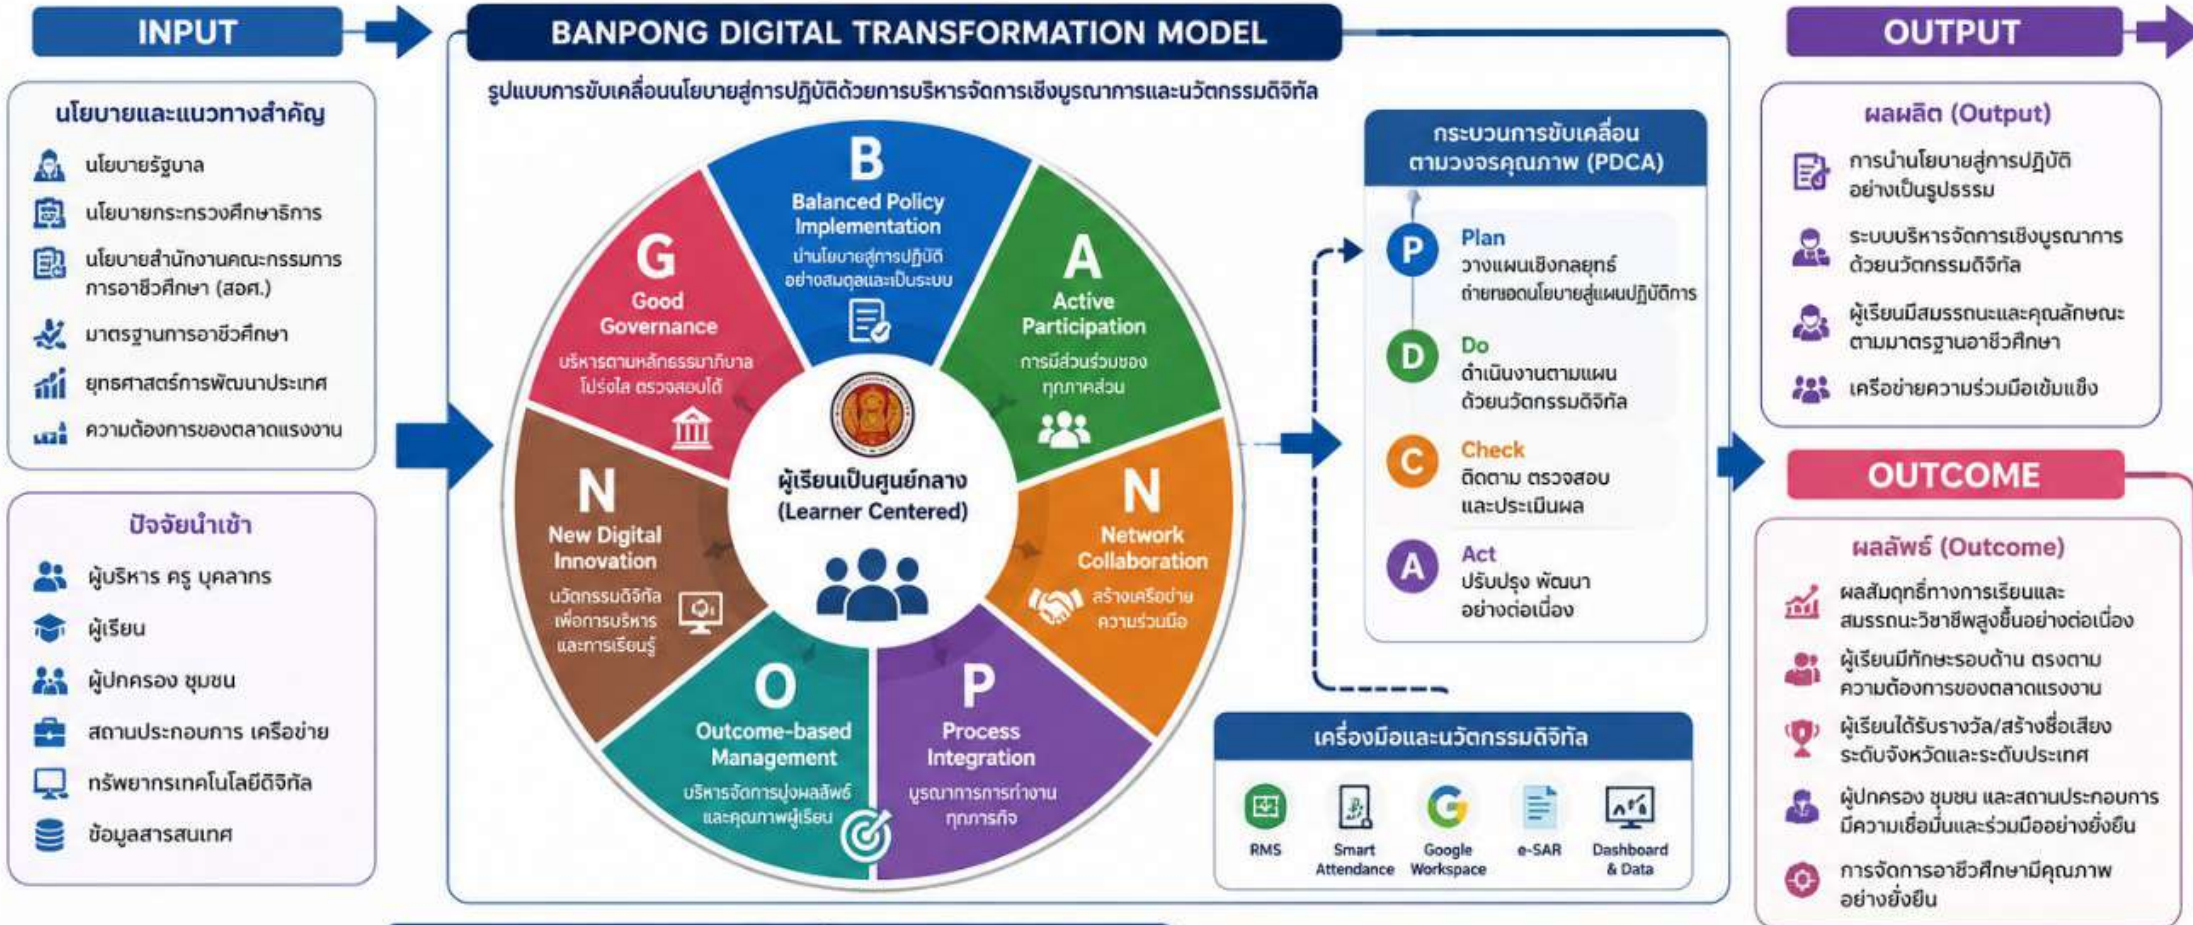 INPUT
นโยบายและแนวทางสำคัญ
นโยบายรัฐบาล
นโยบายกระทรวงศึกษาธิการ
นโยบายสำนักงานคณะกรรมการ
การอาชีวศึกษา (สอศ.)
มาตรฐานการอาชีวศึกษา
ยุทธศาสตร์การพัฒนาประเทศ
ความต้องการของตลาดแรงงาน
ปัจจัยนำเข้า
ผู้บริหาร ครู บุคลากร
ผู้เรียน
ผู้ปกครอง ชุมชน
สถานประกอบการ เครือข่าย
ทรัพยากรเทคโนโลยีดิจิทัล
ข้อมูลสารสนเทศ
BANPONG DIGITAL TRANSFORMATION MODEL
รูปแบบการขับเคลื่อนนโยบายสู่การปฏิบัติด้วยการบริหารจัดการเชิงบูรณาการและนวัตกรรมดิจิทัล
B
Balanced Policy
Implementation
นำนโยบายสู่การปฏิบัติ
อย่างสมดุลและเป็นระบบ
A
Active
Participation
การมีส่วนร่วมของ
ทุกภาคส่วน
N
Network
Collaboration
สร้างเครือข่าย
ความร่วมมือ
P
Process
Integration
บูรณาการการทำงาน
ทุกภารกิจ
O
Outcome-based
Management
บริหารจัดการมุ่งผลลัพธ์
และคุณภาพผู้เรียน
N
New Digital
Innovation
นวัตกรรมดิจิทัล
เพื่อการบริหาร
และการเรียนรู้
G
Good
Governance
บริหารตามหลักธรรมาภิบาล
โปร่งใส ตรวจสอบได้
ผู้เรียนเป็นศูนย์กลาง
(Learner Centered)
กระบวนการขับเคลื่อน
ตามวงจรคุณภาพ (PDCA)
P
Plan
วางแผนเชิงกลยุทธ์
ถ่ายทอดนโยบายสู่แผนปฏิบัติการ
D
Do
ดำเนินงานตามแผน
ด้วยนวัตกรรมดิจิทัล
C
Check
ติดตาม ตรวจสอบ
และประเมินผล
A
Act
ปรับปรุง พัฒนา
อย่างต่อเนื่อง
เครื่องมือและนวัตกรรมดิจิทัล
RMS
Smart
Attendance
Google
Workspace
e-SAR
Dashboard
& Data
OUTPUT
ผลผลิต (Output)
การนำนโยบายสู่การปฏิบัติ
อย่างเป็นรูปธรรม
ระบบบริหารจัดการเชิงบูรณาการ
ด้วยนวัตกรรมดิจิทัล
ผู้เรียนมีสมรรถนะและคุณลักษณะ
ตามมาตรฐานอาชีวศึกษา
เครือข่ายความร่วมมือเข้มแข็ง
OUTCOME
ผลลัพธ์ (Outcome)
ผลสัมฤทธิ์ทางการเรียนและ
สมรรถนะวิชาชีพสูงขึ้นอย่างต่อเนื่อง
ผู้เรียนมีทักษะรอบด้าน ตรงตาม
ความต้องการของตลาดแรงงาน
ผู้เรียนได้รับรางวัล/สร้างชื่อเสียง
ระดับจังหวัดและระดับประเทศ
ผู้ปกครอง ชุมชน และสถานประกอบการ
มีความเชื่อมั่นและร่วมมืออย่างยั่งยืน
การจัดการอาชีวศึกษามีคุณภาพ
อย่างยั่งยืน